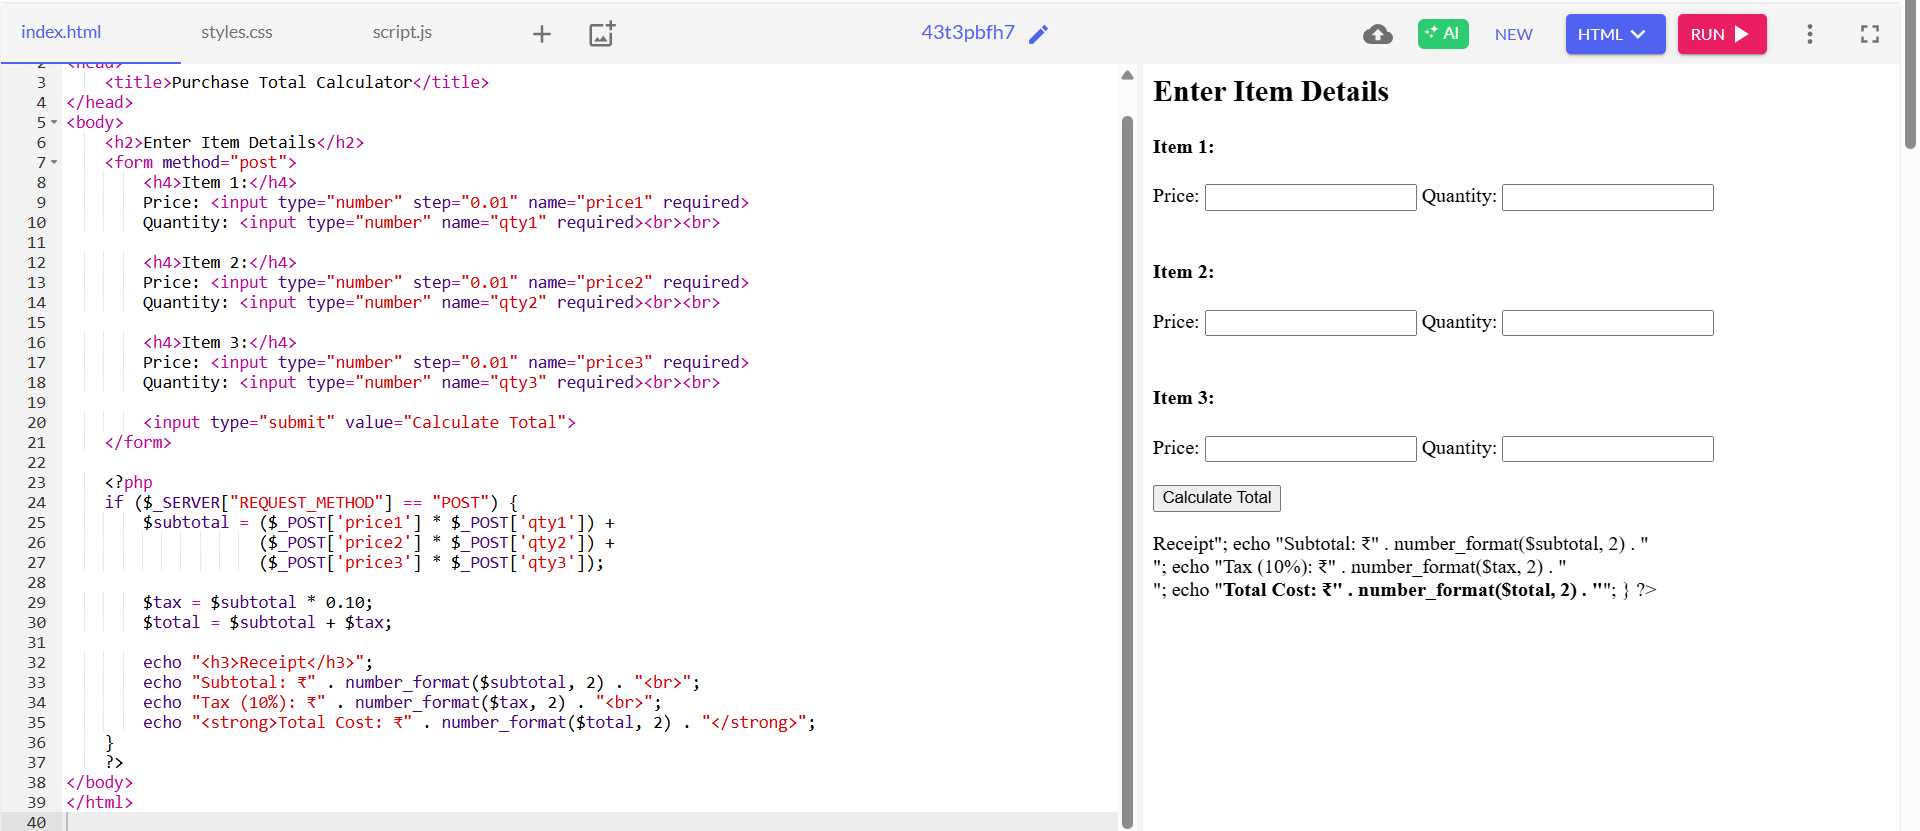 index.html styles.css script.js 43t3pbfh7 AI NEW HTML RUN
2 <head>
3 <title>Purchase Total Calculator</title>
4 </head>
5 <body>
6 <h2>Enter Item Details</h2>
7 <form method="post">
8 <h4>Item 1:</h4>
9 Price: <input type="number" step="0.01" name="price1" required>
10 Quantity: <input type="number" name="qty1" required><br><br>
11
12 <h4>Item 2:</h4>
13 Price: <input type="number" step="0.01" name="price2" required>
14 Quantity: <input type="number" name="qty2" required><br><br>
15
16 <h4>Item 3:</h4>
17 Price: <input type="number" step="0.01" name="price3" required>
18 Quantity: <input type="number" name="qty3" required><br><br>
19
20 <input type="submit" value="Calculate Total">
21 </form>
22
23 <?php
24 if ($_SERVER["REQUEST_METHOD"] == "POST") {
25 $subtotal = ($_POST['price1'] * $_POST['qty1']) +
26 ($_POST['price2'] * $_POST['qty2']) +
27 ($_POST['price3'] * $_POST['qty3']);
28
29 $tax = $subtotal * 0.10;
30 $total = $subtotal + $tax;
31
32 echo "<h3>Receipt</h3>";
33 echo "Subtotal: ₹" . number_format($subtotal, 2) . "<br>";
34 echo "Tax (10%): ₹" . number_format($tax, 2) . "<br>";
35 echo "<strong>Total Cost: ₹" . number_format($total, 2) . "</strong>";
36 }
37 ?>
38 </body>
39 </html>
40
Enter Item Details
Item 1:
Price: Quantity:
Item 2:
Price: Quantity:
Item 3:
Price: Quantity:
Calculate Total
Receipt"; echo "Subtotal: ₹" . number_format($subtotal, 2) . "
"; echo "Tax (10%): ₹" . number_format($tax, 2) . "
"; echo "Total Cost: ₹" . number_format($total, 2) . ""; } ?>